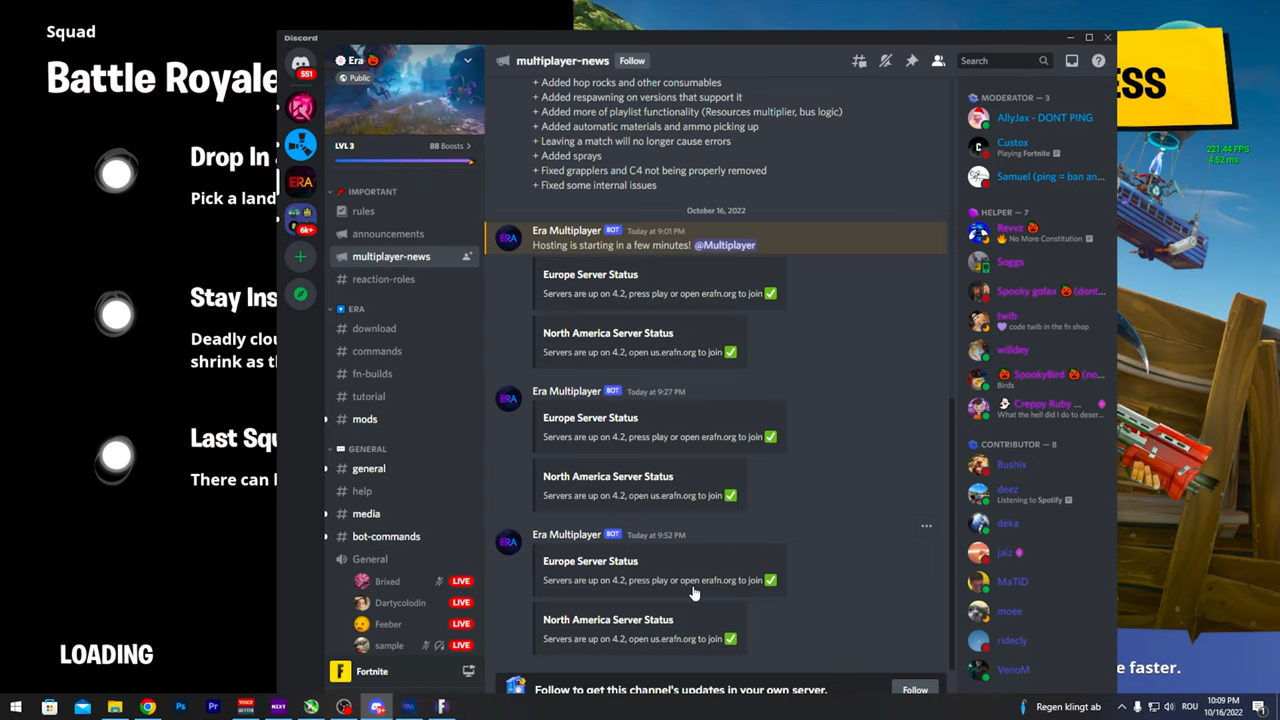 Squad
Battle Royale
Drop In
Pick a land
Stay Ins
Deadly clou
shrink as th
Last Squ
There can
LOADING
Discord
551
ERA
6k+
Era
Public
LVL 3
88 Boosts
IMPORTANT
rules
announcements
multiplayer-news
reaction-roles
ERA
# download
# commands
# fn-builds
# tutorial
# mods
GENERAL
# general
# help
# media
# bot-commands
General
Brixed LIVE
Dartycolodin LIVE
Feeber LIVE
sample LIVE
Fortnite
multiplayer-news Follow
Search
+ Added hop rocks and other consumables
+ Added respawning on versions that support it
+ Added more of playlist functionality (Resources multiplier, bus logic)
+ Added automatic materials and ammo picking up
+ Leaving a match will no longer cause errors
+ Added sprays
+ Fixed grapplers and C4 not being properly removed
+ Fixed some internal issues
October 16, 2022
ERA
Era Multiplayer BOT Today at 9:01 PM
Hosting is starting in a few minutes! @Multiplayer
Europe Server Status
Servers are up on 4.2, press play or open erafn.org to join ✅
North America Server Status
Servers are up on 4.2, open us.erafn.org to join ✅
ERA
Era Multiplayer BOT Today at 9:27 PM
Europe Server Status
Servers are up on 4.2, press play or open erafn.org to join ✅
North America Server Status
Servers are up on 4.2, open us.erafn.org to join ✅
ERA
Era Multiplayer BOT Today at 9:52 PM
Europe Server Status
Servers are up on 4.2, press play or open erafn.org to join ✅
North America Server Status
Servers are up on 4.2, open us.erafn.org to join ✅
Follow to get this channel's updates in your own server.
Follow
MODERATOR — 3
AllyJax - DONT PING
Custox
Playing Fortnite
Samuel (ping = ban an...
HELPER — 7
Revvz
No More Constitution
Soggs
Spooky gofax (dont...
twib
code twib in the fn shop
willdey
SpookyBird (no...
Birds
Creppy Ruby ...
What the hell did I do to deser...
CONTRIBUTOR — 8
Bushix
deez
Listening to Spotify
deka
jaiz
MaTiD
moee
ridecly
VenoM
ESS
221.44 FPS
4.52 ms
e faster.
Ps
Pr
NEXT
Regen klingt ab
ROU
10:09 PM
10/16/2022